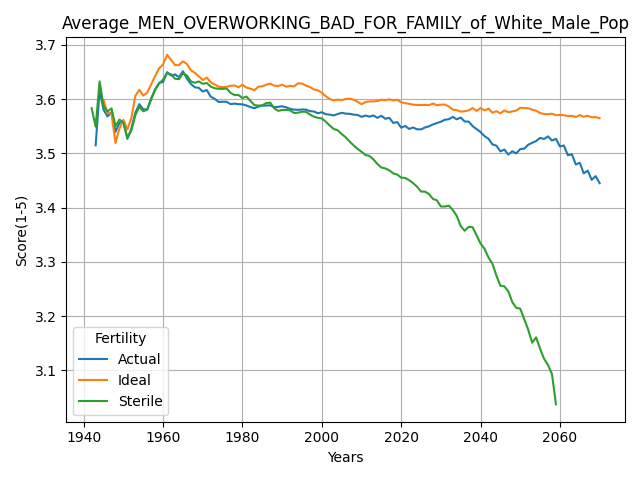 Average_MEN_OVERWORKING_BAD_FOR_FAMILY_of_White_Male_Pop
3.7
3.6
3.5
3.4
3.3
3.2
3.1
Score(1-5)
Fertility
Actual
Ideal
Sterile
1940 1960 1980 2000 2020 2040 2060
Years